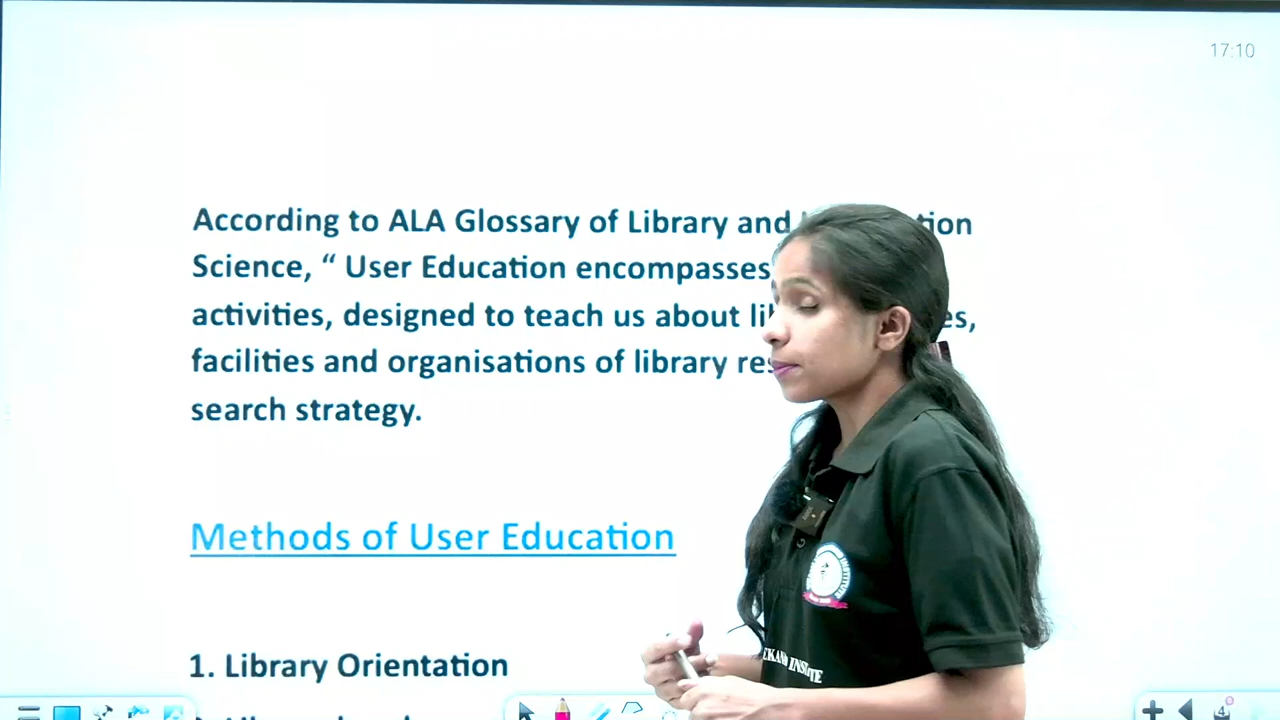 17:10
According to ALA Glossary of Library and
Science, “ User Education encompasses
activities, designed to teach us about
facilities and organisations of library
search strategy.
Methods of User Education
1. Library Orientation